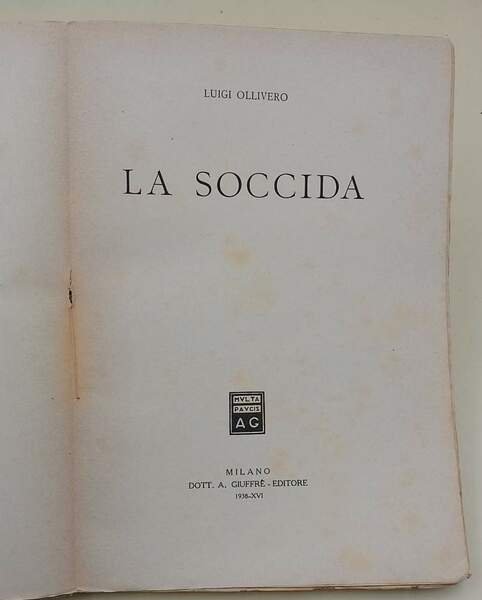 LUIGI OLLIVERO
LA SOCCIDA
MVLTA
PAVCIS
AG
MILANO
DOTT. A. GIUFFRÈ - EDITORE
1938-XVI